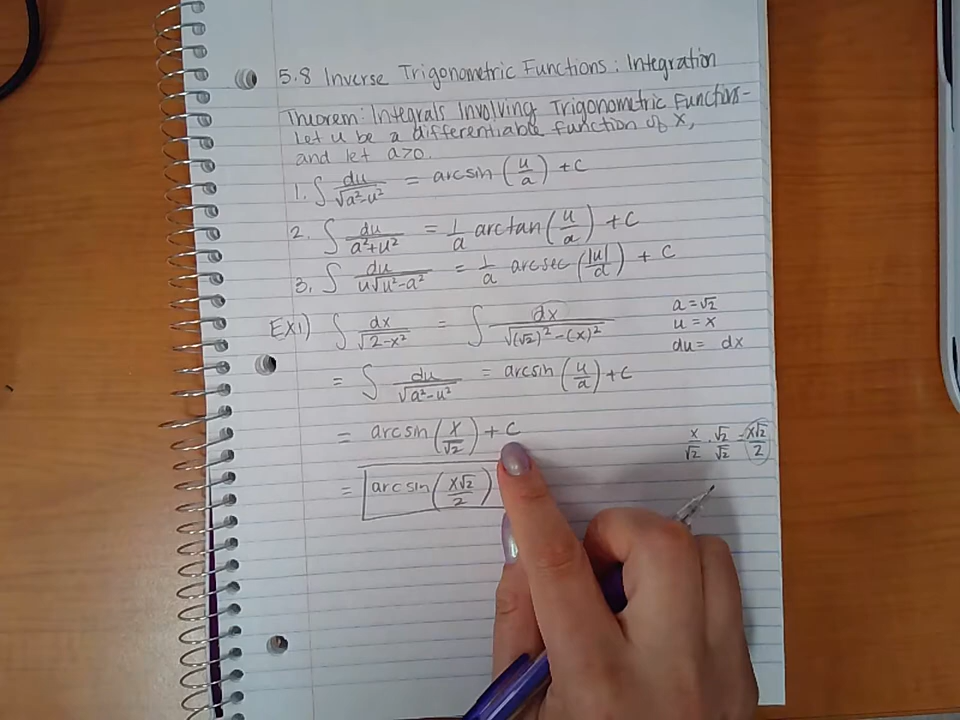 5.8 Inverse Trigonometric Functions: Integration
Theorem: Integrals Involving Trigonometric Functions-
Let u be a differentiable function of x,
and let a>0.
1. ∫ du/√(a²-u²) = arcsin(u/a) + C
2. ∫ du/(a²+u²) = 1/a arctan(u/a) + C
3. ∫ du/(u√(u²-a²)) = 1/a arcsec(|u|/a) + C
EX1) ∫ dx/√(2-x²) = ∫ dx/√((√2)²-(x)²)
a = √2
u = x
du = dx
= ∫ du/√(a²-u²) = arcsin(u/a) + C
= arcsin(x/√2) + C
x/√2 · √2/√2 = x√2/2
= arcsin(x√2/2)